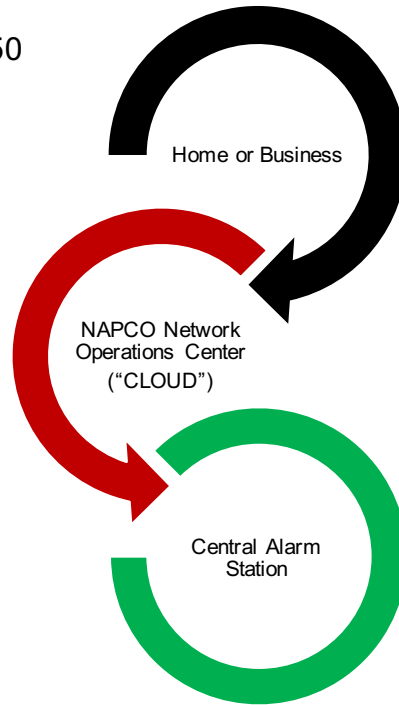 Home or Business
NAPCO Network
Operations Center
(“CLOUD”)
Central Alarm
Station